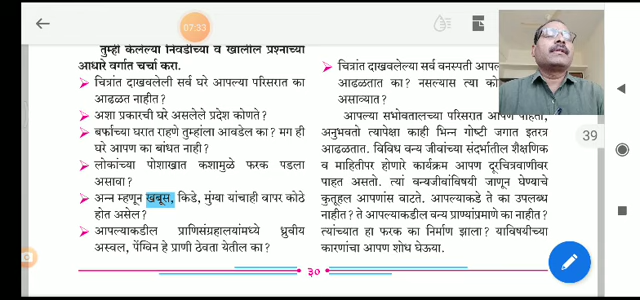 07:33
तुम्ही केलेल्या निवडीच्या व खालील प्रश्नाच्या
आधारे वर्गात चर्चा करा.
चित्रांत दाखवलेली सर्व घरे आपल्या परिसरात का
आढळत नाहीत?
अशा प्रकारची घरे असलेले प्रदेश कोणते?
बर्फाच्या घरात राहणे तुम्हांला आवडेल का? मग ही
घरे आपण का बांधत नाही?
लोकांच्या पोशाखात कशामुळे फरक पडला
असावा?
अन्न म्हणून खबूस, किडे, मुंग्या यांचाही वापर कोठे
होत असेल?
आपल्याकडील प्राणिसंग्रहालयांमध्ये ध्रुवीय
अस्वल, पेंग्विन हे प्राणी ठेवता येतील का?
चित्रांत दाखवलेल्या सर्व वनस्पती
आढळतात का? नसल्यास त्या
असाव्यात?
आपल्या सभोवतालच्या परिसरात आपण पाहतो,
अनुभवतो त्यापेक्षा काही भिन्न गोष्टी जगात इतरत्र
आढळतात. विविध वन्य जीवांच्या संदर्भातील शैक्षणिक
व माहितीपर होणारे कार्यक्रम आपण दूरचित्रवाणीवर
पाहत असतो. त्यां वन्यजीवांविषयी जाणून घेण्याचे
कुतूहल आपणांस वाटते. आपल्याकडे ते का उपलब्ध
नाहीत? ते आपल्याकडील वन्य प्राण्यांप्रमाणे का नाहीत?
त्यांच्यात हा फरक का निर्माण झाला? याविषयीच्या
कारणांचा आपण शोध घेऊया.
39
३०